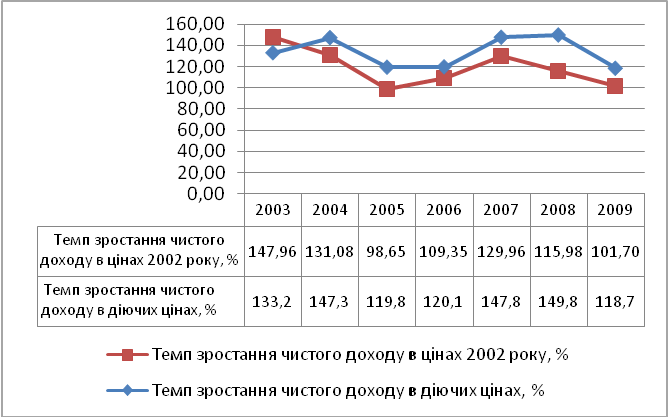 160,00
140,00
120,00
100,00
80,00
60,00
40,00
20,00
0,00
2003 2004 2005 2006 2007 2008 2009
Темп зростання чистого
доходу в цінах 2002 року, %
147,96 131,08 98,65 109,35 129,96 115,98 101,70
Темп зростання чистого
доходу в діючих цінах, %
133,2 147,3 119,8 120,1 147,8 149,8 118,7
Темп зростання чистого доходу в цінах 2002 року, %
Темп зростання чистого доходу в діючих цінах, %